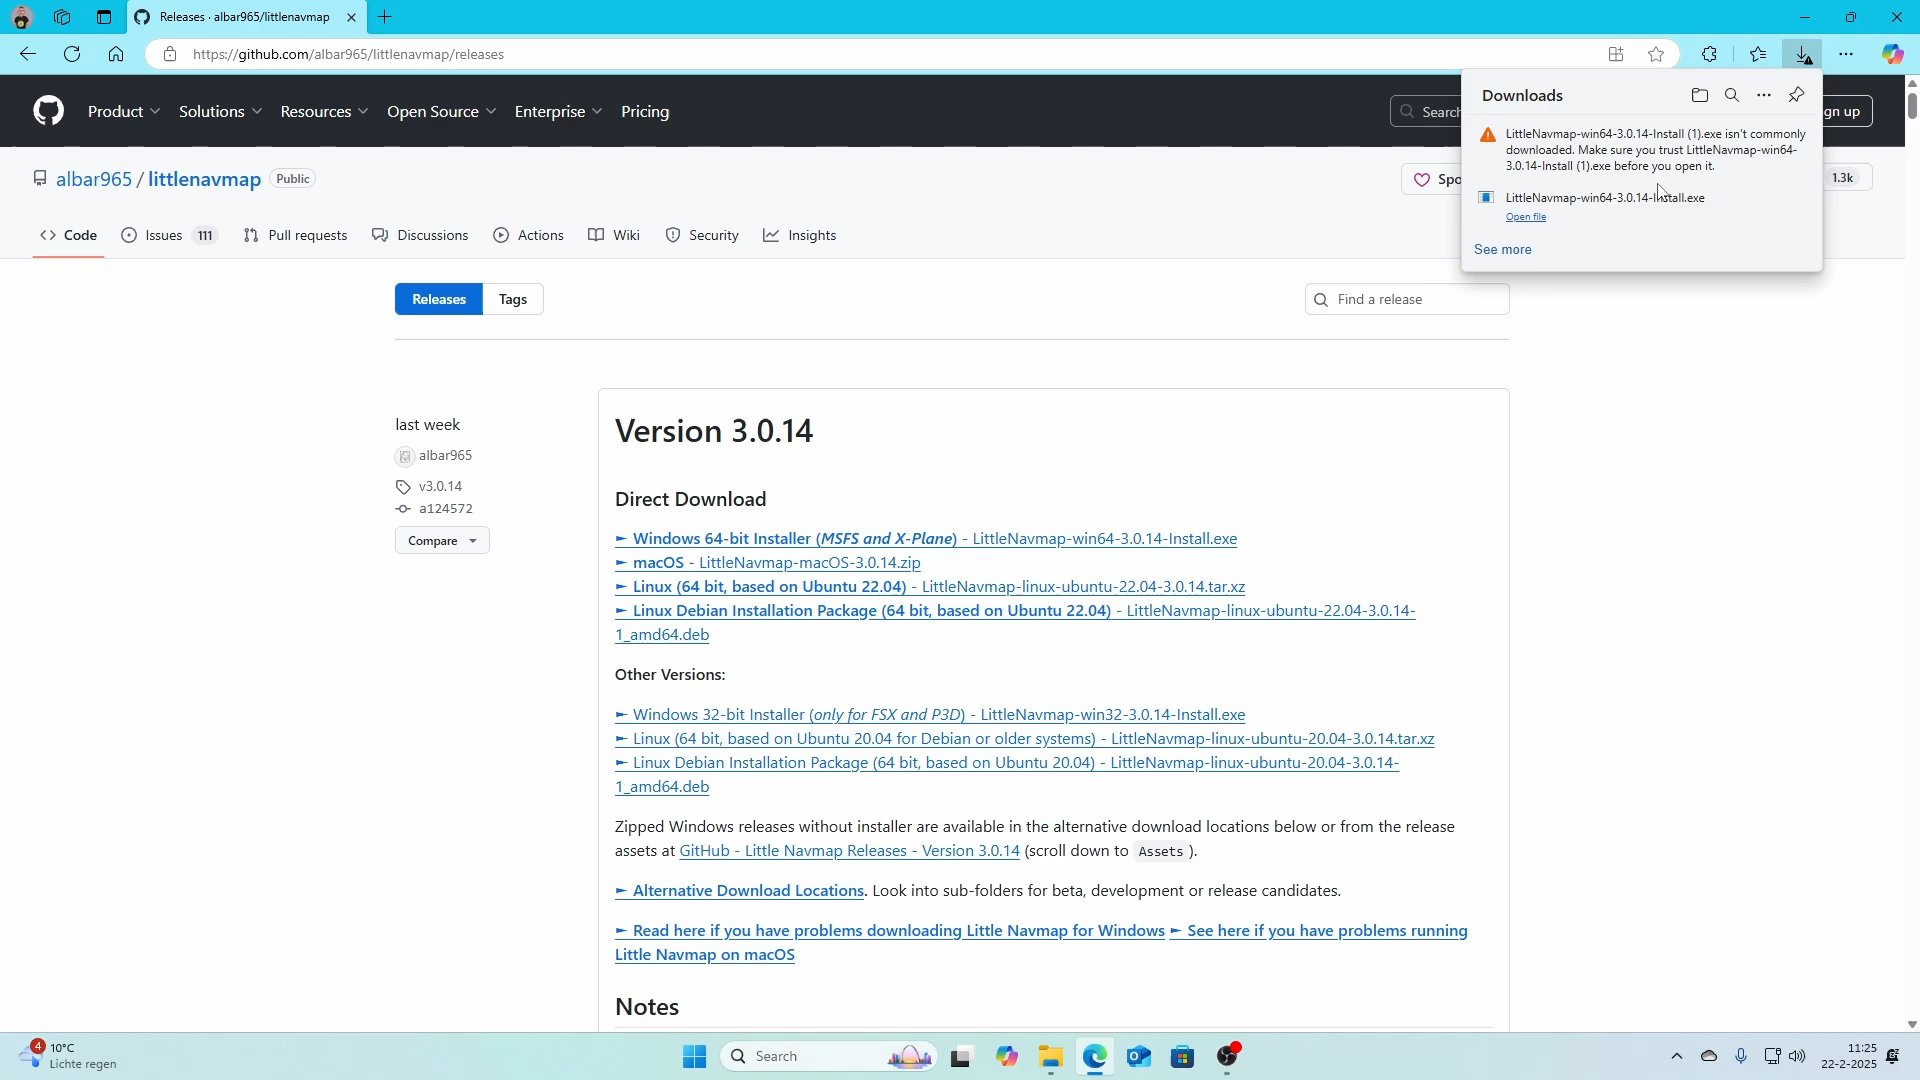 Releases · albar965/littlenavmap
https://github.com/albar965/littlenavmap/releases
Product
Solutions
Resources
Open Source
Enterprise
Pricing
Search
gn up
Downloads
LittleNavmap-win64-3.0.14-Install (1).exe isn't commonly
downloaded. Make sure you trust LittleNavmap-win64-
3.0.14-Install (1).exe before you open it.
LittleNavmap-win64-3.0.14-Install.exe
Open file
See more
albar965 / littlenavmap
Public
Spo
1.3k
Code
Issues 111
Pull requests
Discussions
Actions
Wiki
Security
Insights
Releases
Tags
Find a release
last week
albar965
v3.0.14
a124572
Compare
Version 3.0.14
Direct Download
► Windows 64-bit Installer (MSFS and X-Plane) - LittleNavmap-win64-3.0.14-Install.exe
► macOS - LittleNavmap-macOS-3.0.14.zip
► Linux (64 bit, based on Ubuntu 22.04) - LittleNavmap-linux-ubuntu-22.04-3.0.14.tar.xz
► Linux Debian Installation Package (64 bit, based on Ubuntu 22.04) - LittleNavmap-linux-ubuntu-22.04-3.0.14-
1_amd64.deb
Other Versions:
► Windows 32-bit Installer (only for FSX and P3D) - LittleNavmap-win32-3.0.14-Install.exe
► Linux (64 bit, based on Ubuntu 20.04 for Debian or older systems) - LittleNavmap-linux-ubuntu-20.04-3.0.14.tar.xz
► Linux Debian Installation Package (64 bit, based on Ubuntu 20.04) - LittleNavmap-linux-ubuntu-20.04-3.0.14-
1_amd64.deb
Zipped Windows releases without installer are available in the alternative download locations below or from the release
assets at GitHub - Little Navmap Releases - Version 3.0.14 (scroll down to Assets ).
► Alternative Download Locations. Look into sub-folders for beta, development or release candidates.
► Read here if you have problems downloading Little Navmap for Windows ► See here if you have problems running
Little Navmap on macOS
Notes
4
10°C
Lichte regen
Search
11:25
22-2-2025